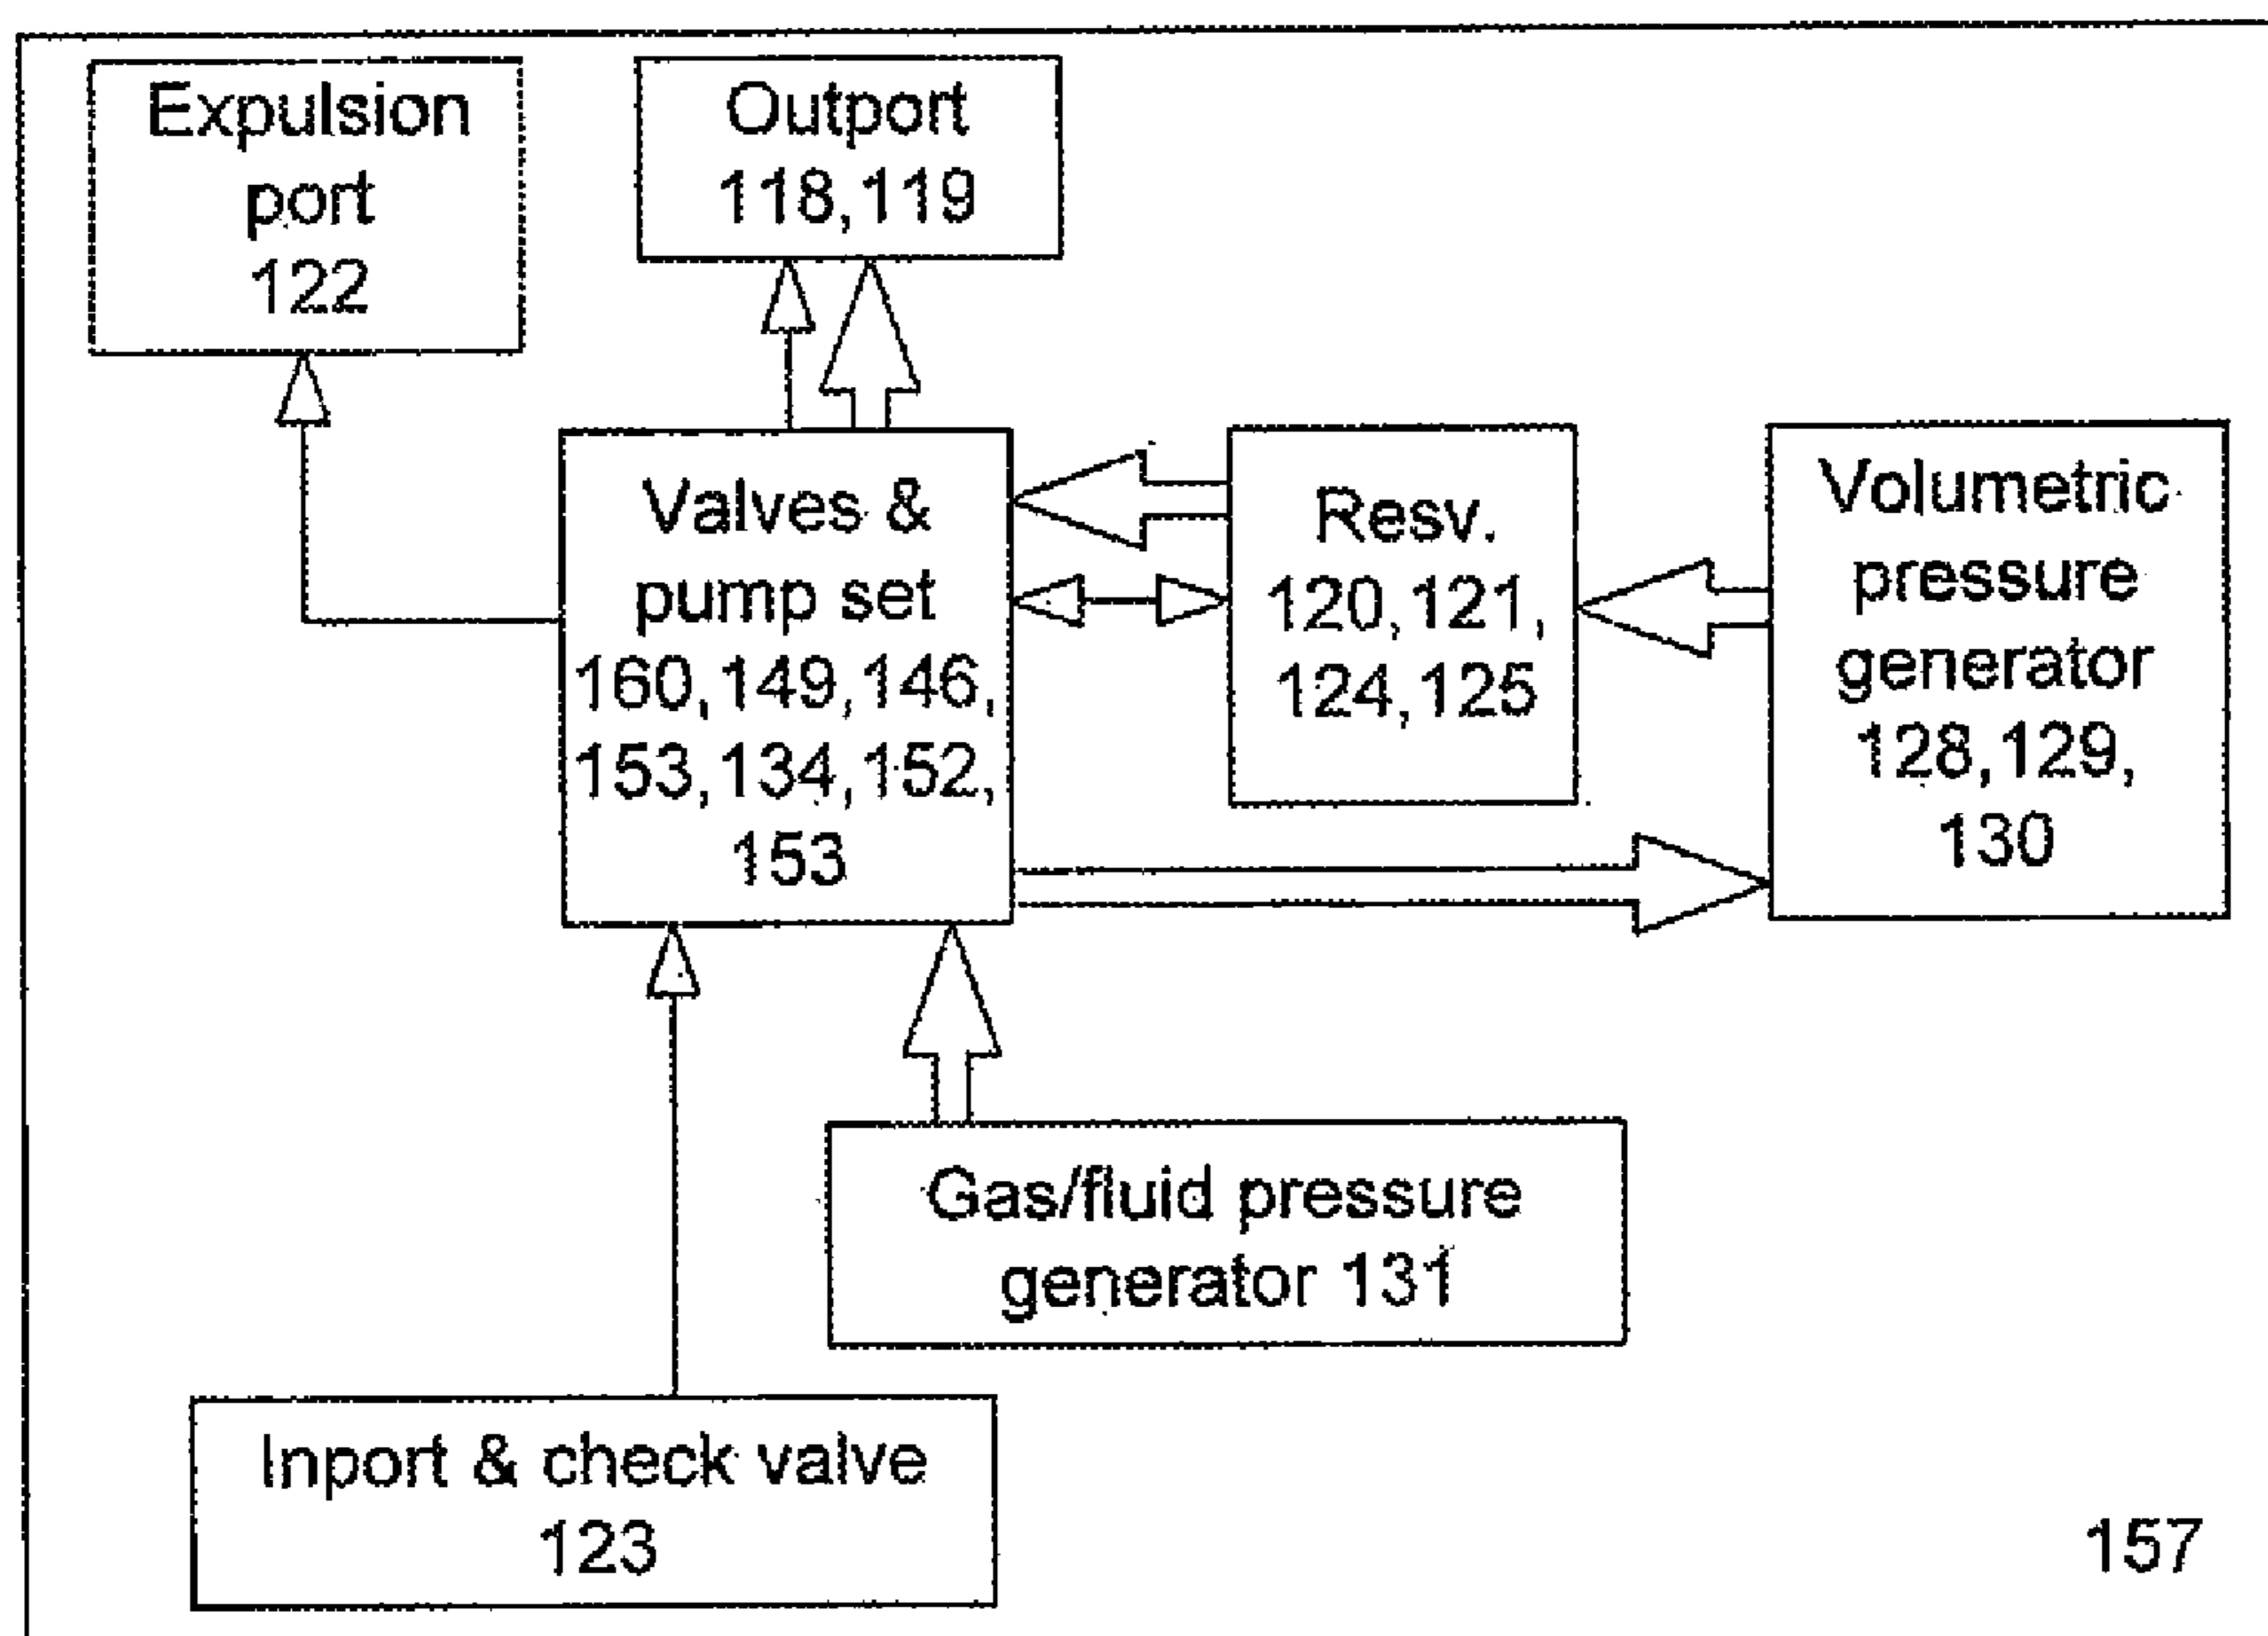 Expulsion
port
122
Outport
118,119
Valves &
pump set
160,149,146,
153,134,152,
153
Resv.
120,121,
124,125
Volumetric
pressure
generator
128,129,
130
Gas/fluid pressure
generator 131
Inport & check valve
123
157